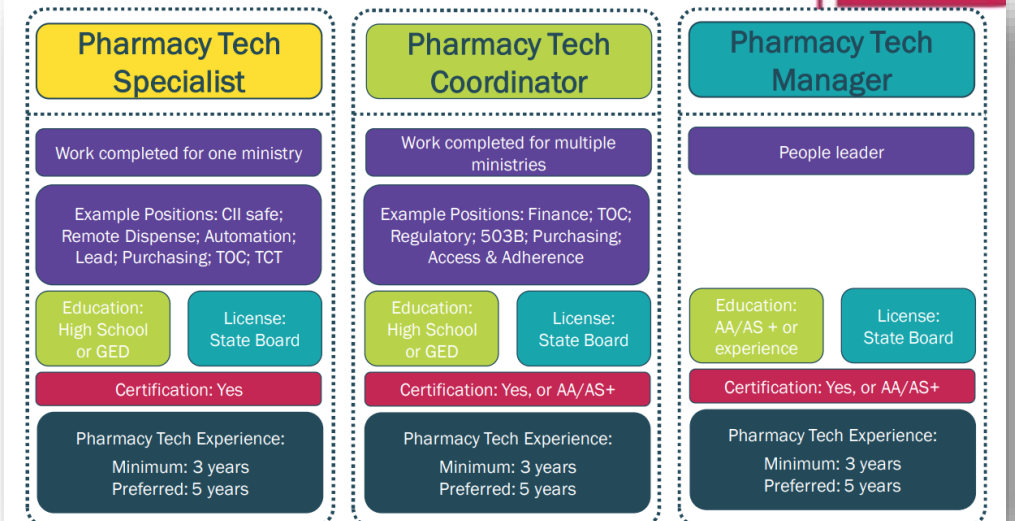 Pharmacy Tech
Specialist
Work completed for one ministry
Example Positions: CII safe;
Remote Dispense; Automation;
Lead; Purchasing; TOC; TCT
Education:
High School
or GED
License:
State Board
Certification: Yes
Pharmacy Tech Experience:
Minimum: 3 years
Preferred: 5 years
Pharmacy Tech
Coordinator
Work completed for multiple
ministries
Example Positions: Finance; TOC;
Regulatory; 503B; Purchasing;
Access & Adherence
Education:
High School
or GED
License:
State Board
Certification: Yes, or AA/AS+
Pharmacy Tech Experience:
Minimum: 3 years
Preferred: 5 years
Pharmacy Tech
Manager
People leader
Education:
AA/AS + or
experience
License:
State Board
Certification: Yes, or AA/AS+
Pharmacy Tech Experience:
Minimum: 3 years
Preferred: 5 years